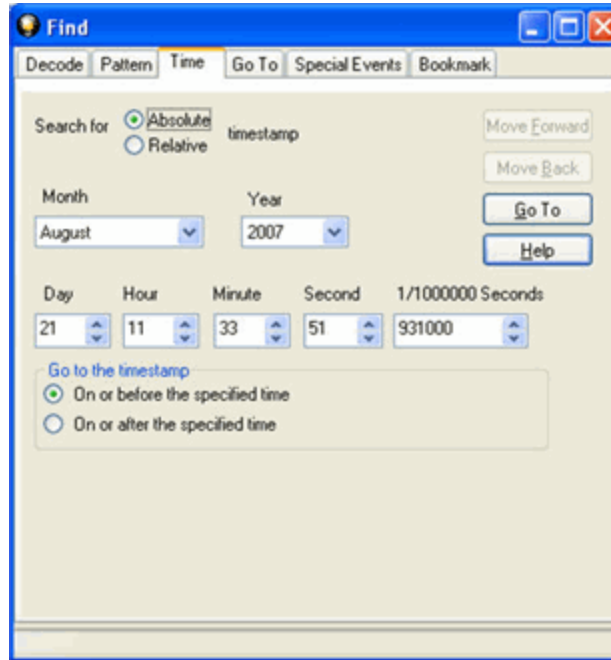 Find
Decode Pattern Time Go To Special Events Bookmark
Search for Absolute timestamp
Relative
Move Forward
Move Back
Month Year
August 2007
Go To
Help
Day Hour Minute Second 1/1000000 Seconds
21 11 33 51 931000
Go to the timestamp
On or before the specified time
On or after the specified time